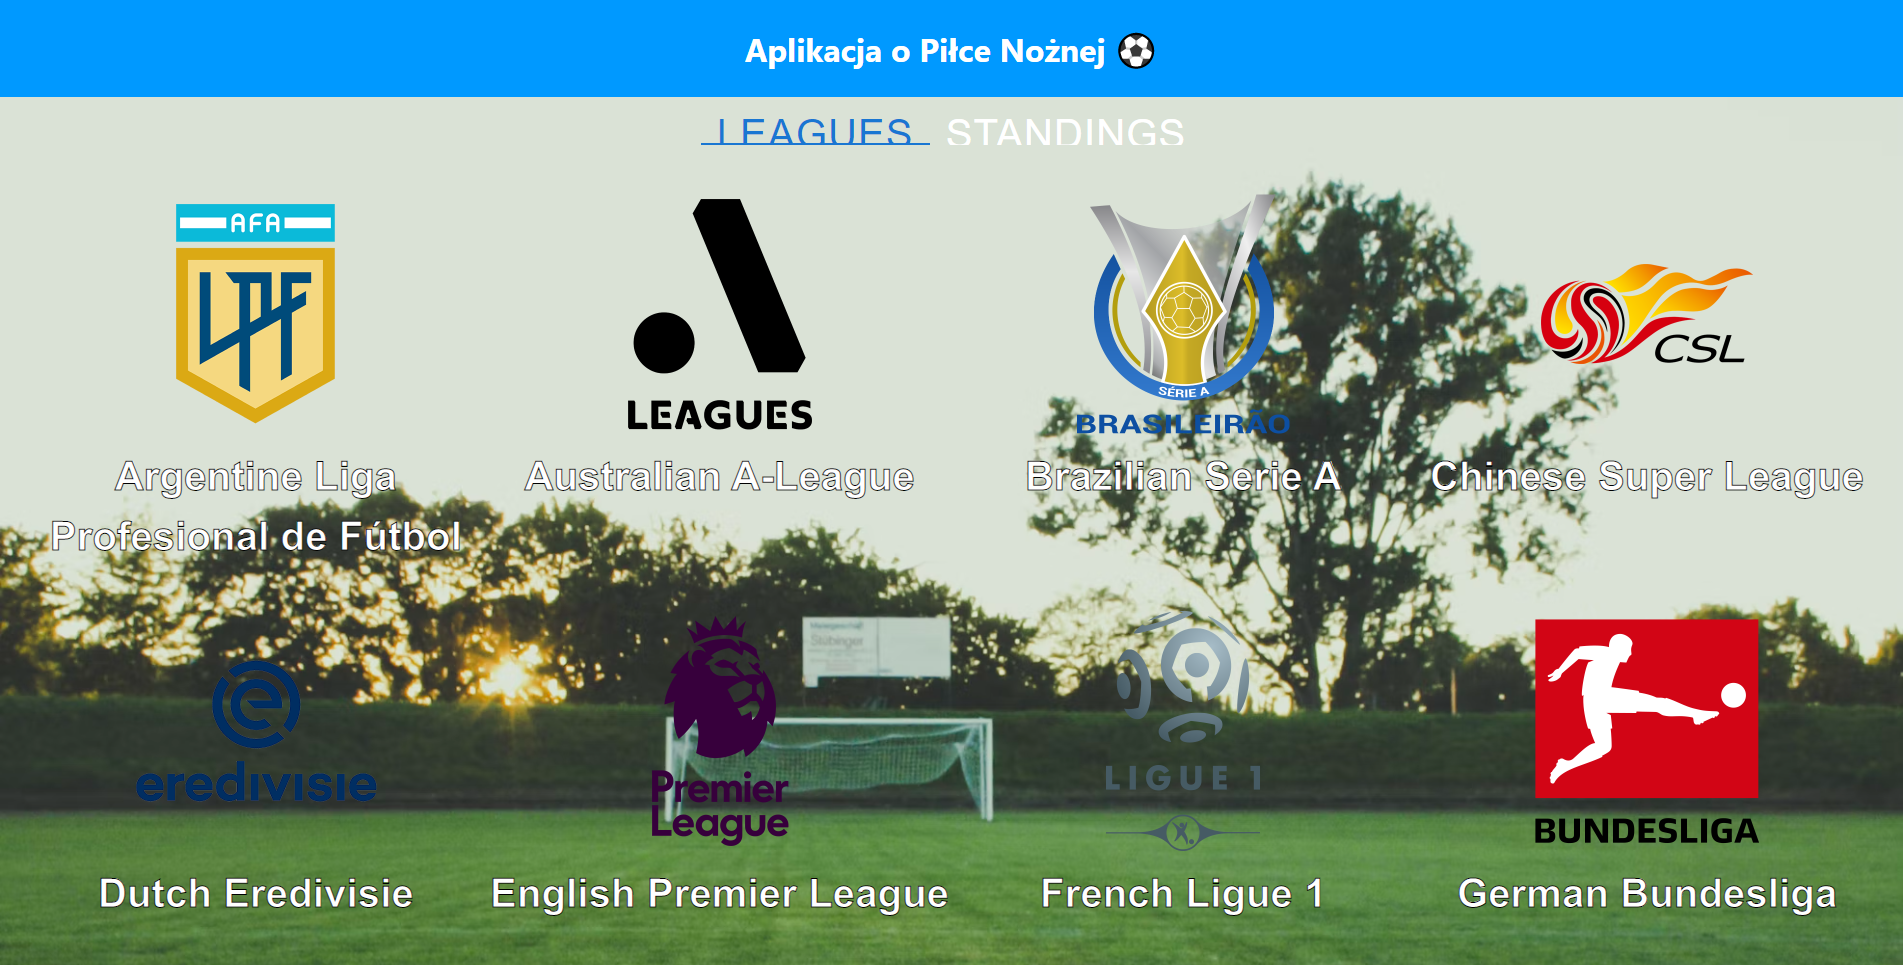 Aplikacja o Piłce Nożnej
LEAGUES STANDINGS
AFA
LPF
LEAGUES
SÉRIE A
BRASILEIRÃO
CSL
Argentine Liga
Profesional de Fútbol
Australian A-League
Brazilian Serie A
Chinese Super League
Stübinger
eredivisie
Premier
League
LIGUE 1
BUNDESLIGA
Dutch Eredivisie
English Premier League
French Ligue 1
German Bundesliga